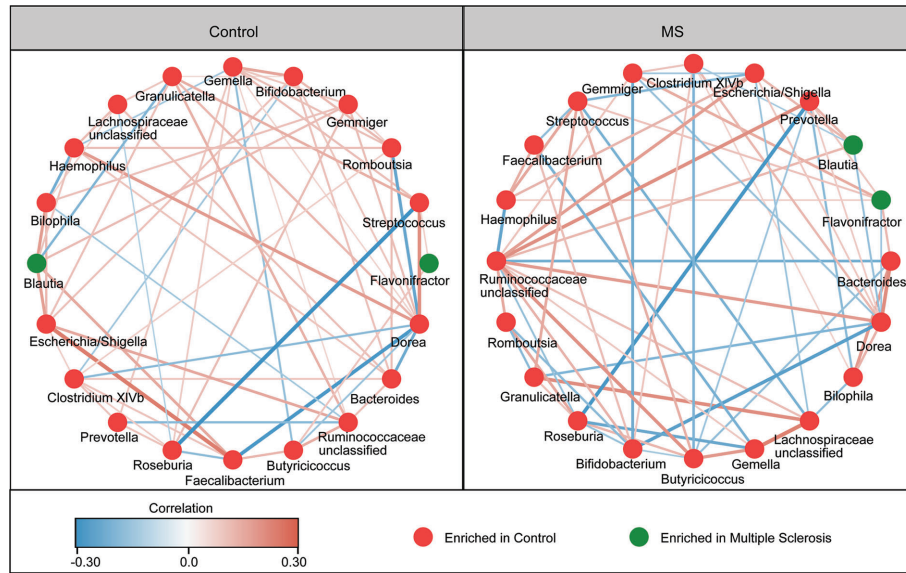 Control
MS
Gemella
Bifidobacterium
Granulicatella
Gemmiger
Lachnospiraceae
unclassified
Haemophilus
Romboutsia
Bilophila
Streptococcus
Blautia
Flavonifractor
Escherichia/Shigella
Dorea
Clostridium XIVb
Bacteroides
Prevotella
Ruminococcaceae
unclassified
Roseburia
Butyricicoccus
Faecalibacterium
Clostridium XIVb
Gemmiger
Escherichia/Shigella
Streptococcus
Prevotella
Faecalibacterium
Blautia
Haemophilus
Flavonifractor
Ruminococcaceae
unclassified
Bacteroides
Romboutsia
Dorea
Granulicatella
Bilophila
Roseburia
Lachnospiraceae
unclassified
Bifidobacterium
Gemella
Butyricicoccus
Correlation
-0.30
0.0
0.30
Enriched in Control
Enriched in Multiple Sclerosis